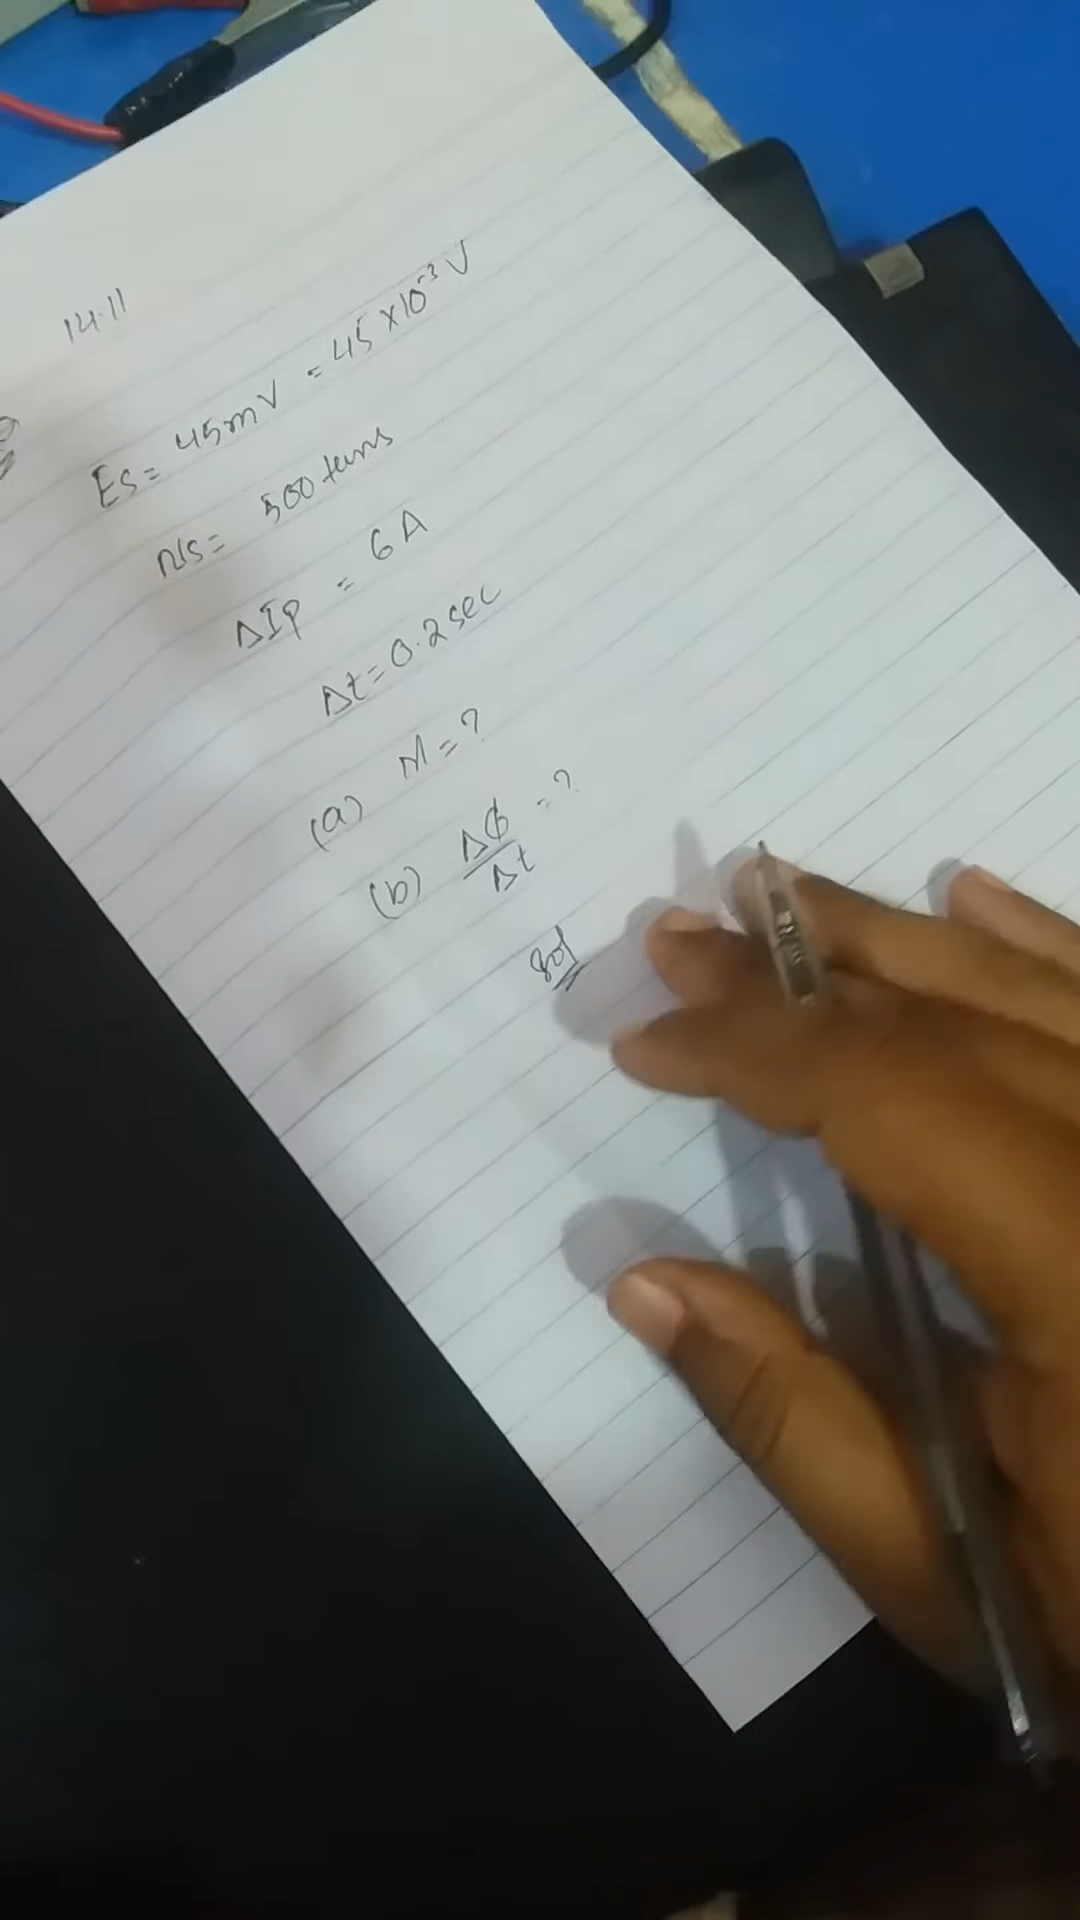 14.11
Es = 45mV = 45 × 10⁻³ V
Ns = 500 turns
ΔIp = 6 A
Δt = 0.2 sec
(a) M = ?
(b) Δϕ/Δt = ?
Sol